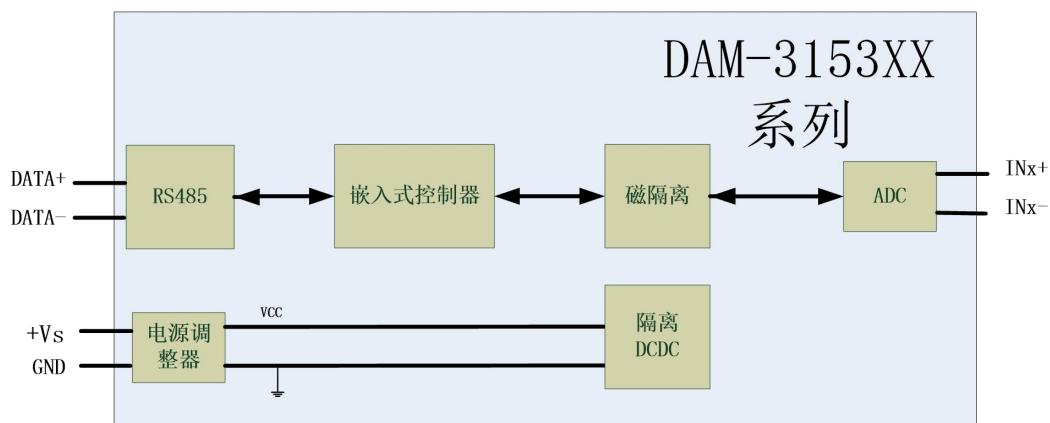 DAM-3153XX
系列
DATA+
DATA-
RS485
嵌入式控制器
磁隔离
ADC
INx+
INx-
+Vs
GND
电源调
整器
VCC
隔离
DCDC